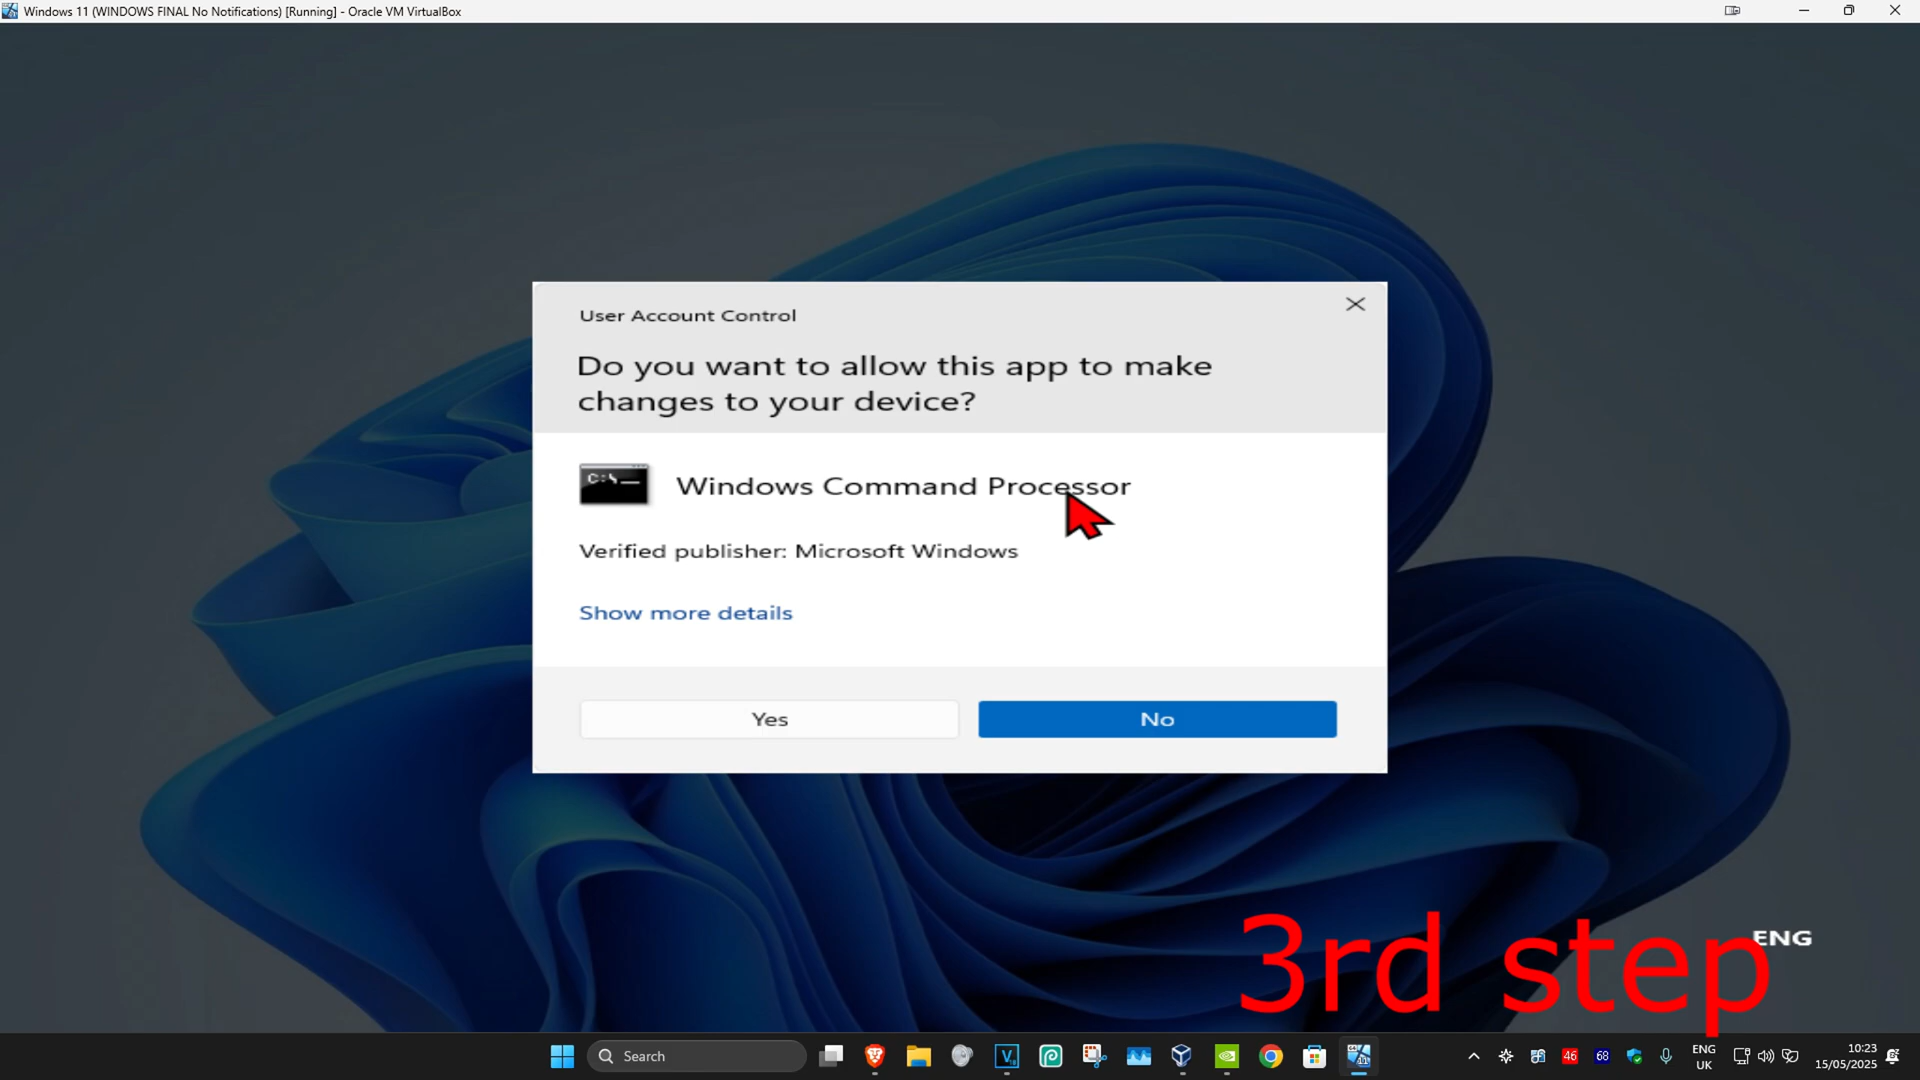 Windows 11 (WINDOWS FINAL No Notifications) [Running] - Oracle VM VirtualBox
User Account Control
Do you want to allow this app to make
changes to your device?
C:\
Windows Command Processor
Verified publisher: Microsoft Windows
Show more details
Yes
No
ENG
3rd step
Search
46
68
ENG
UK
10:23
15/05/2025